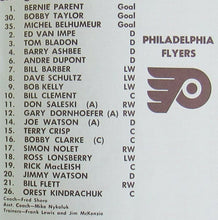 1. BERNIE PARENT Goal
30. BOBBY TAYLOR Goal
35. MICHEL BELHUMEUR Goal
2. ED VAN IMPE D
3. TOM BLADON D
4. BARRY ASHBEE D
6. ANDRE DUPONT D
7. BILL BARBER LW
8. DAVE SCHULTZ LW
9. BOB KELLY LW
10. BILL CLEMENT C
11. DON SALESKI (A) RW
12. GARY DORNHOEFER (A) RW
14. JOE WATSON (A) D
15. TERRY CRISP C
16. BOBBY CLARKE (C) C
17. SIMON NOLET RW
18. ROSS LONSBERRY LW
19. RICK MacLEISH C
20. JIMMY WATSON D
21. BILL FLETT RW
26. OREST KINDRACHUK C
Coach—Fred Shero
Asst. Coach—Mike Nykoluk
Trainers—Frank Lewis and Jim McKenzie
PHILADELPHIA
FLYERS